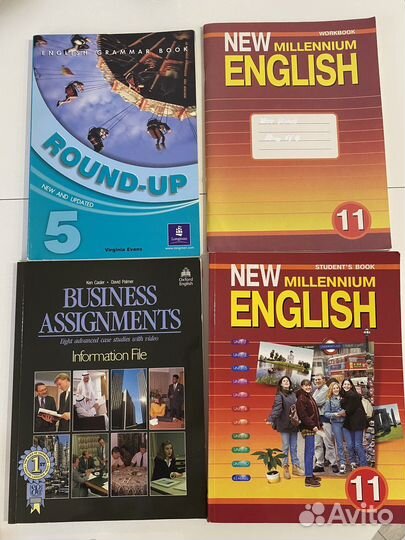 ENGLISH GRAMMAR BOOK
ROUND-UP
NEW AND UPDATED
5
Virginia Evans
Longman
WORKBOOK
NEW MILLENNIUM
ENGLISH
11
Ken Casler • David Palmer
Oxford
English
BUSINESS
ASSIGNMENTS
Eight advanced case studies with video
Information File
1
STUDENT'S BOOK
NEW MILLENNIUM
ENGLISH
11
Avito